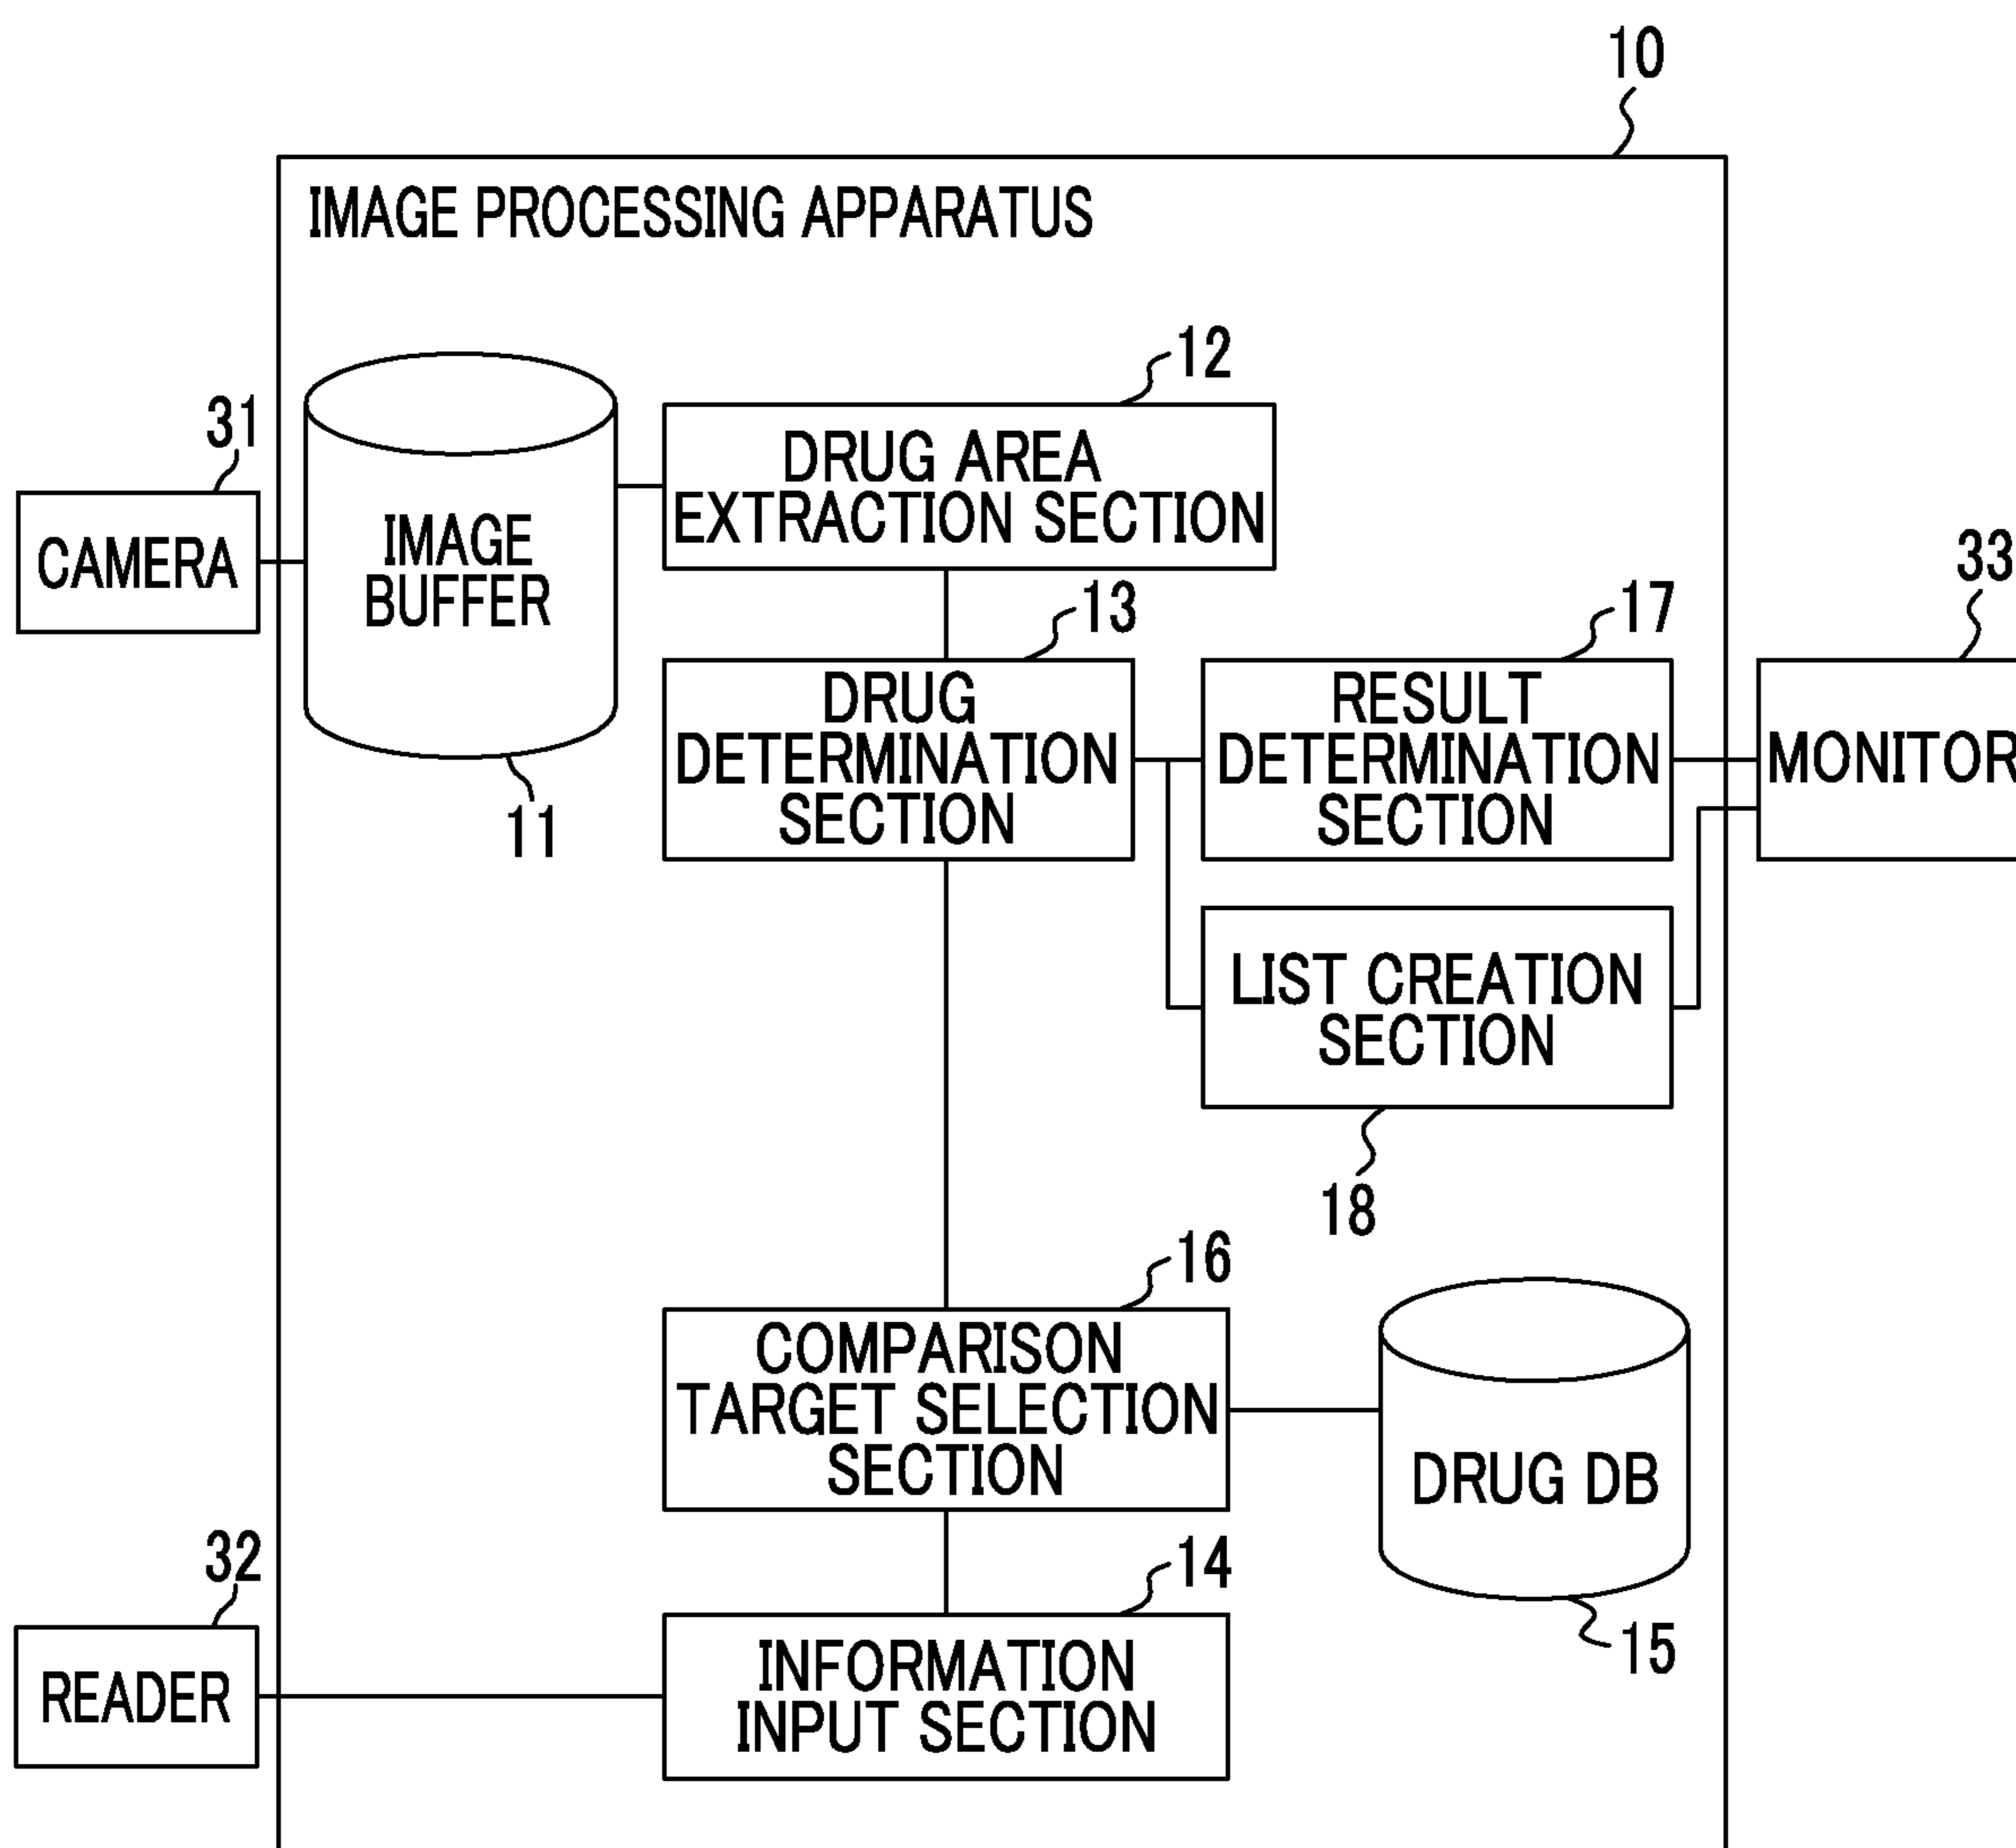 10
IMAGE PROCESSING APPARATUS
12
31
DRUG AREA
EXTRACTION SECTION
CAMERA
IMAGE
BUFFER
11
13
17
33
DRUG
DETERMINATION
SECTION
RESULT
DETERMINATION
SECTION
MONITOR
LIST CREATION
SECTION
18
16
COMPARISON
TARGET SELECTION
SECTION
DRUG DB
15
32
14
READER
INFORMATION
INPUT SECTION